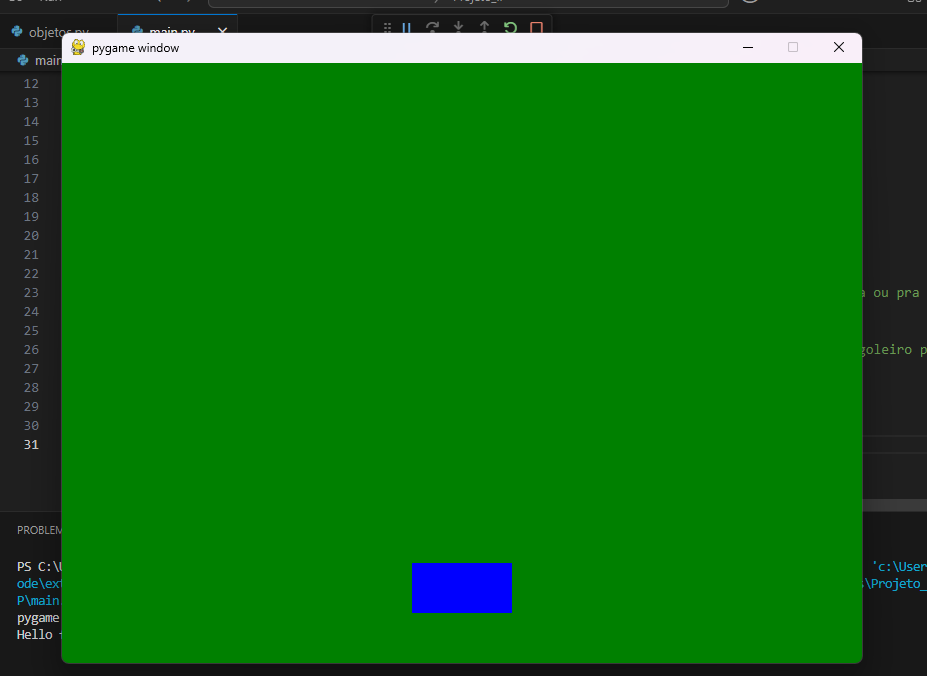 objetos.py main.py
pygame window
main
12
13
14
15
16
17
18
19
20
21
22
23 a ou pra
24
25
26 goleiro p
27
28
29
30
31
PROBLEM
PS C:\U 'c:\User
ode\ext \Projeto_
P\main.
pygame
Hello